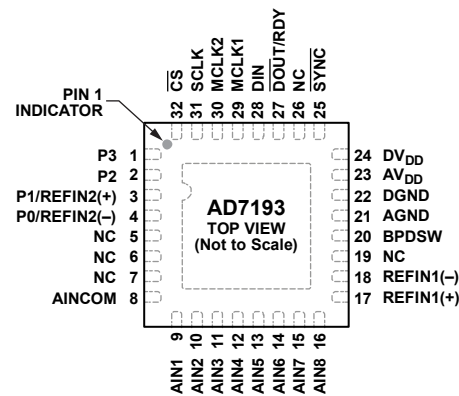 32 C̅S̅
31 SCLK
30 MCLK2
29 MCLK1
28 DIN
27 DOUT/R̅D̅Y̅
26 NC
25 S̅Y̅N̅C̅
PIN 1
INDICATOR
P3 1
P2 2
P1/REFIN2(+) 3
P0/REFIN2(–) 4
NC 5
NC 6
NC 7
AINCOM 8
AD7193
TOP VIEW
(Not to Scale)
24 DVDD
23 AVDD
22 DGND
21 AGND
20 BPDSW
19 NC
18 REFIN1(–)
17 REFIN1(+)
AIN1 9
AIN2 10
AIN3 11
AIN4 12
AIN5 13
AIN6 14
AIN7 15
AIN8 16